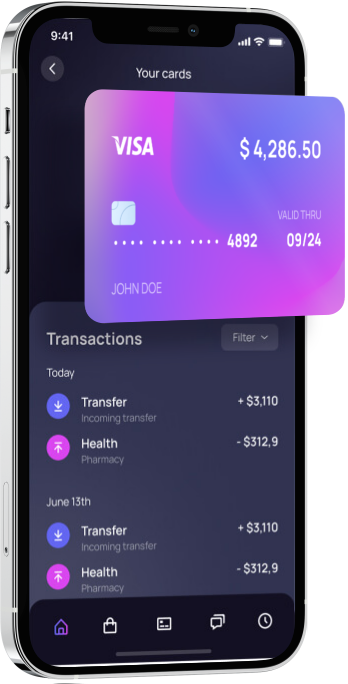 9:41
Your cards
VISA
$ 4,286.50
VALID THRU
•••• •••• •••• 4892 09/24
JOHN DOE
Transactions
Filter
Today
Transfer + $3,110
Incoming transfer
Health - $312,9
Pharmacy
June 13th
Transfer + $3,110
Incoming transfer
Health - $312,9
Pharmacy